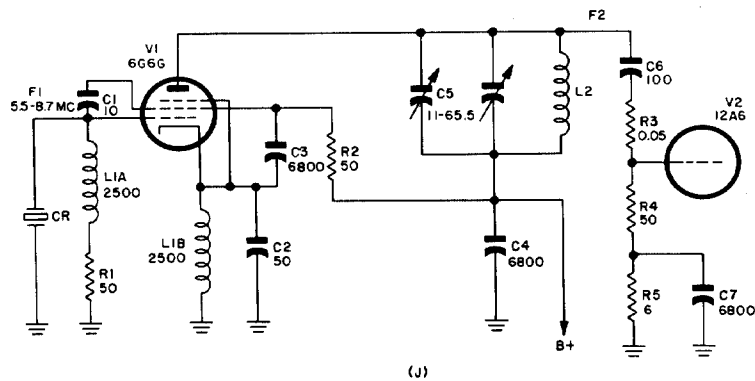 F2
V1
6G6G
F1
5.5-8.7MC
C1
10
C5
11-65.5
L2
C6
100
R3
0.05
V2
12A6
L1A
2500
C3
6800
R2
50
CR
R1
50
L1B
2500
C2
50
C4
6800
R4
50
R5
6
C7
6800
B+
(J)